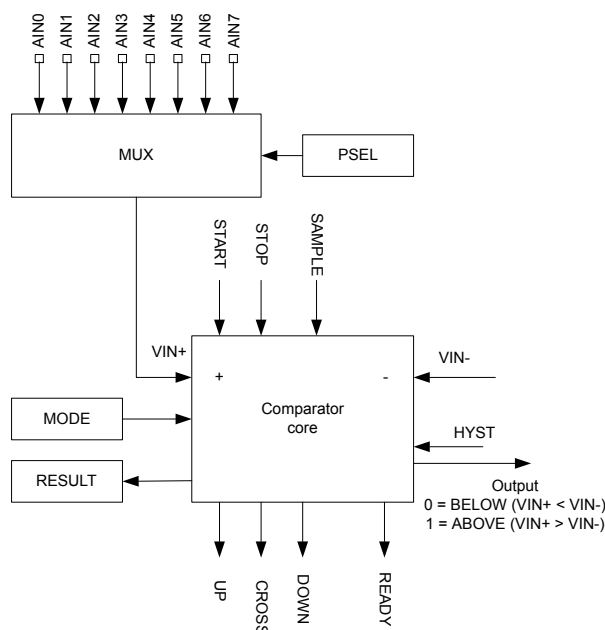 AIN0
AIN1
AIN2
AIN3
AIN4
AIN5
AIN6
AIN7
MUX
PSEL
START
STOP
SAMPLE
VIN+
VIN-
+
-
MODE
Comparator
core
HYST
RESULT
Output
0 = BELOW (VIN+ < VIN-)
1 = ABOVE (VIN+ > VIN-)
UP
CROSS
DOWN
READY